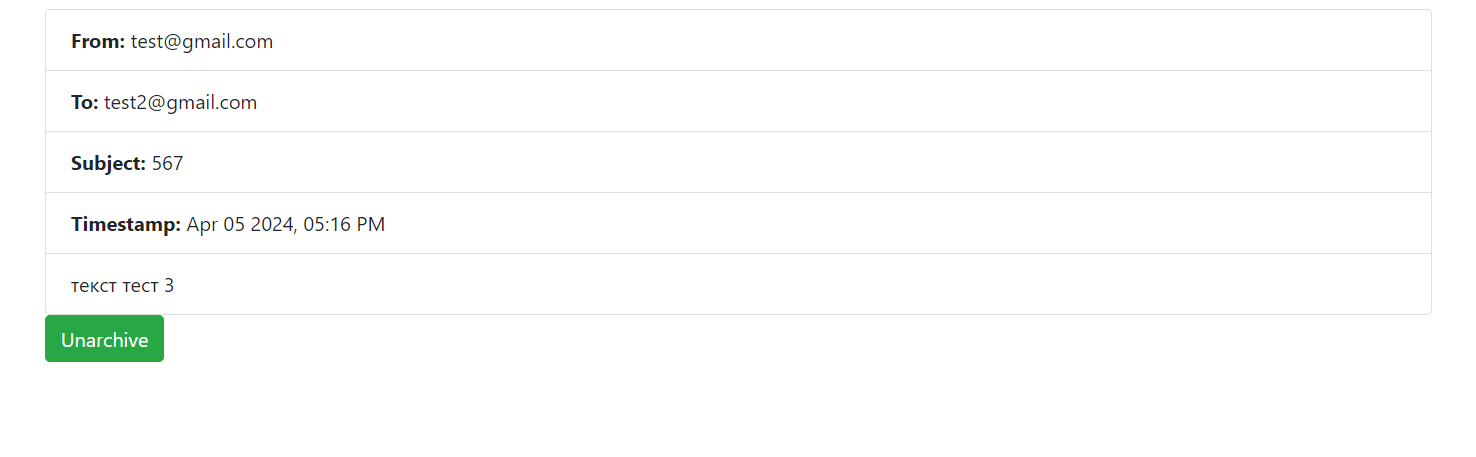 From: test@gmail.com
To: test2@gmail.com
Subject: 567
Timestamp: Apr 05 2024, 05:16 PM
текст тест 3
Unarchive